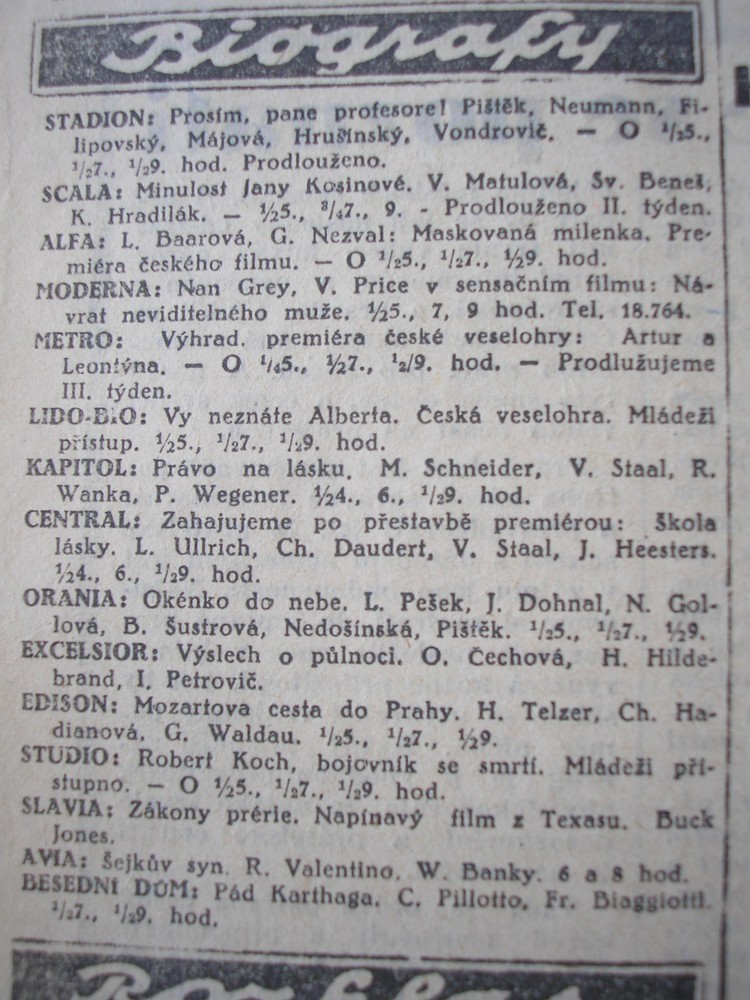 Biografy
STADION: Prosím, pane profesore! Pištěk, Neumann, Fi-
lipovský, Májová, Hrušínský, Vondrovič. — O ½5.,
½7., ½9. hod. Prodlouženo.
SCALA: Minulost Jany Kosinové. V. Matulová, Sv. Beneš,
K. Hradilák. — ½5., ¾7., 9. - Prodlouženo II. týden.
ALFA: L. Baarová, G. Nezval: Maskovaná milenka. Pre-
miéra českého filmu. — O ½5., ½7., ½9. hod.
MODERNA: Nan Grey, V. Price v sensačním filmu: Ná-
vrat neviditelného muže. ½5., 7, 9 hod. Tel. 18.764.
METRO: Výhrad. premiéra české veselohry: Artur a
Leontýna. — O ¼5., ½7., ½9. hod. — Prodlužujeme
III. týden.
LIDO-BIO: Vy neznáte Alberta. Česká veselohra. Mládeži
přístup. ½5., ½7., ½9. hod.
KAPITOL: Právo na lásku. M. Schneider, V. Staal, R.
Wanka, P. Wegener. ½4., 6., ½9. hod.
CENTRAL: Zahajujeme po přestavbě premiérou: Škola
lásky. L. Ullrich, Ch. Daudert, V. Staal, J. Heesters.
½4., 6., ½9. hod.
ORANIA: Okénko do nebe. L. Pešek, J. Dohnal, N. Gol-
lová, B. Šustrová, Nedošínská, Pištěk. ½5., ½7., ½9.
EXCELSIOR: Výslech o půlnoci. O. Čechová, H. Hilde-
brand, I. Petrovič.
EDISON: Mozartova cesta do Prahy. H. Telzer, Ch. Ha-
dianová, G. Waldau. ½5., ½7., ½9.
STUDIO: Robert Koch, bojovník se smrtí. Mládeži pří-
stupno. — O ½5., ½7., ½9. hod.
SLAVIA: Zákony prérie. Napínavý film z Texasu. Buck
Jones.
AVIA: Šejkův syn. R. Valentino, W. Banky. 6 a 8 hod.
BESEDNÍ DŮM: Pád Karthaga. C. Pillotto, Fr. Biaggiotti.
½7., ½9. hod.